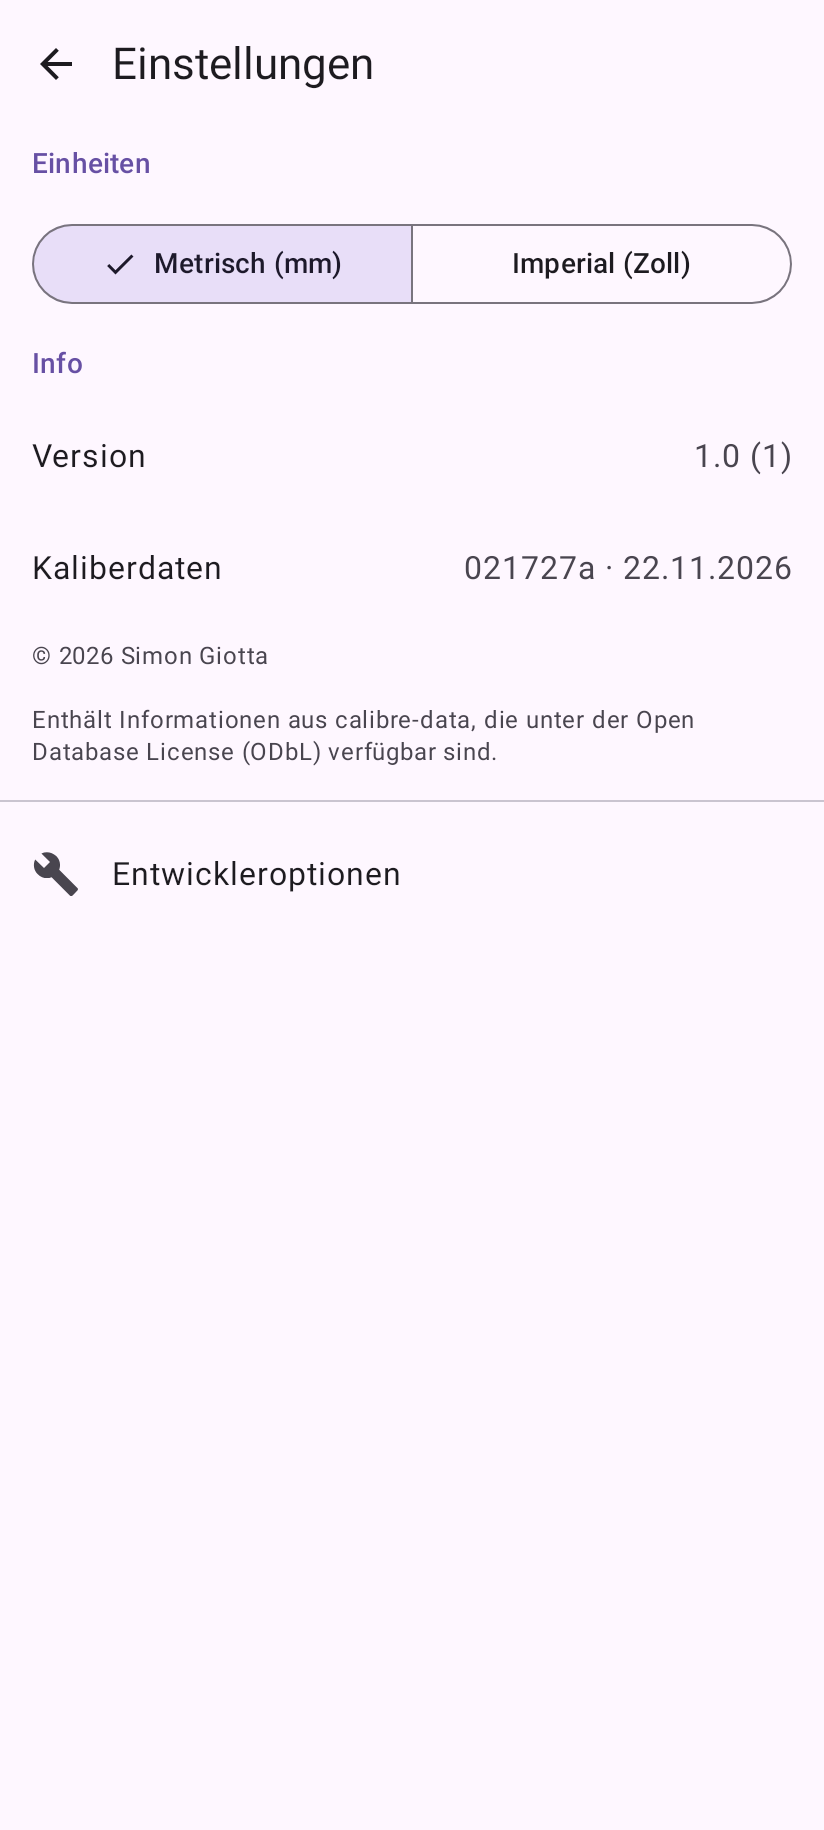 Einstellungen
Einheiten
Metrisch (mm)
Imperial (Zoll)
Info
Version 1.0 (1)
Kaliberdaten 021727a · 22.11.2026
© 2026 Simon Giotta
Enthält Informationen aus calibre-data, die unter der Open
Database License (ODbL) verfügbar sind.
Entwickleroptionen